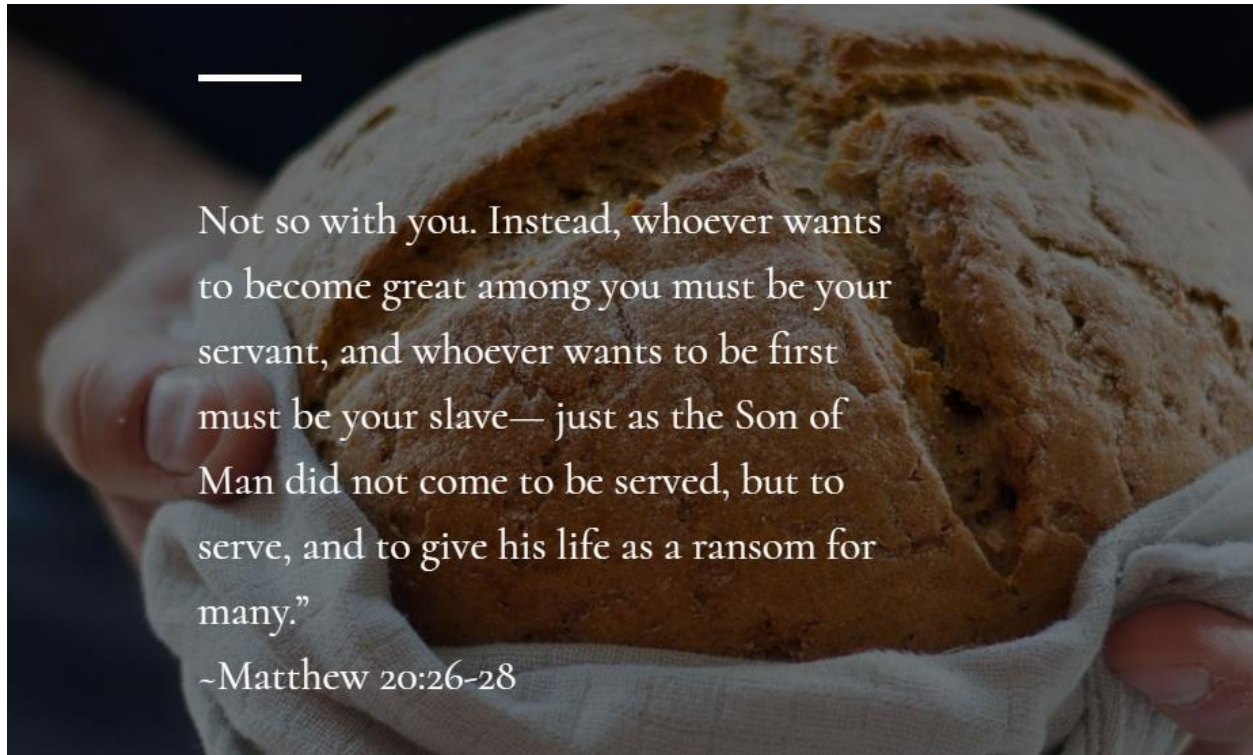 Not so with you. Instead, whoever wants
to become great among you must be your
servant, and whoever wants to be first
must be your slave— just as the Son of
Man did not come to be served, but to
serve, and to give his life as a ransom for
many.”
~Matthew 20:26-28